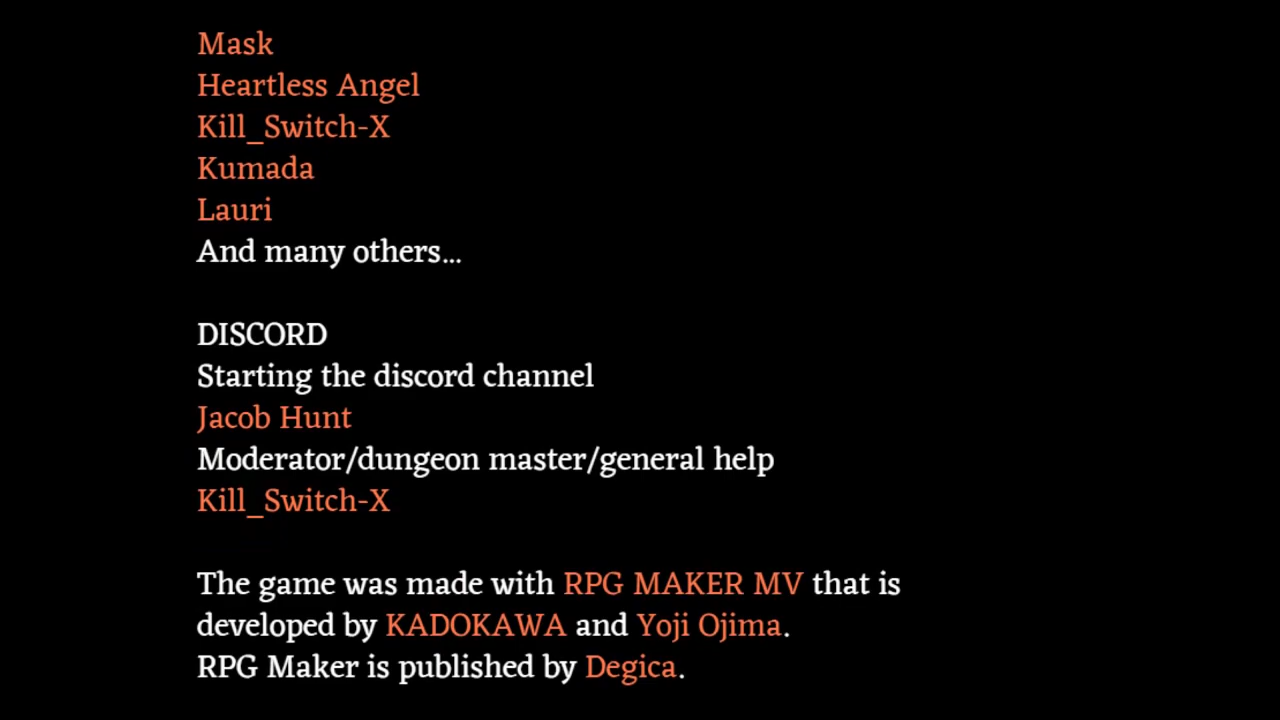 Mask
Heartless Angel
Kill_Switch-X
Kumada
Lauri
And many others...
DISCORD
Starting the discord channel
Jacob Hunt
Moderator/dungeon master/general help
Kill_Switch-X
The game was made with RPG MAKER MV that is
developed by KADOKAWA and Yoji Ojima.
RPG Maker is published by Degica.